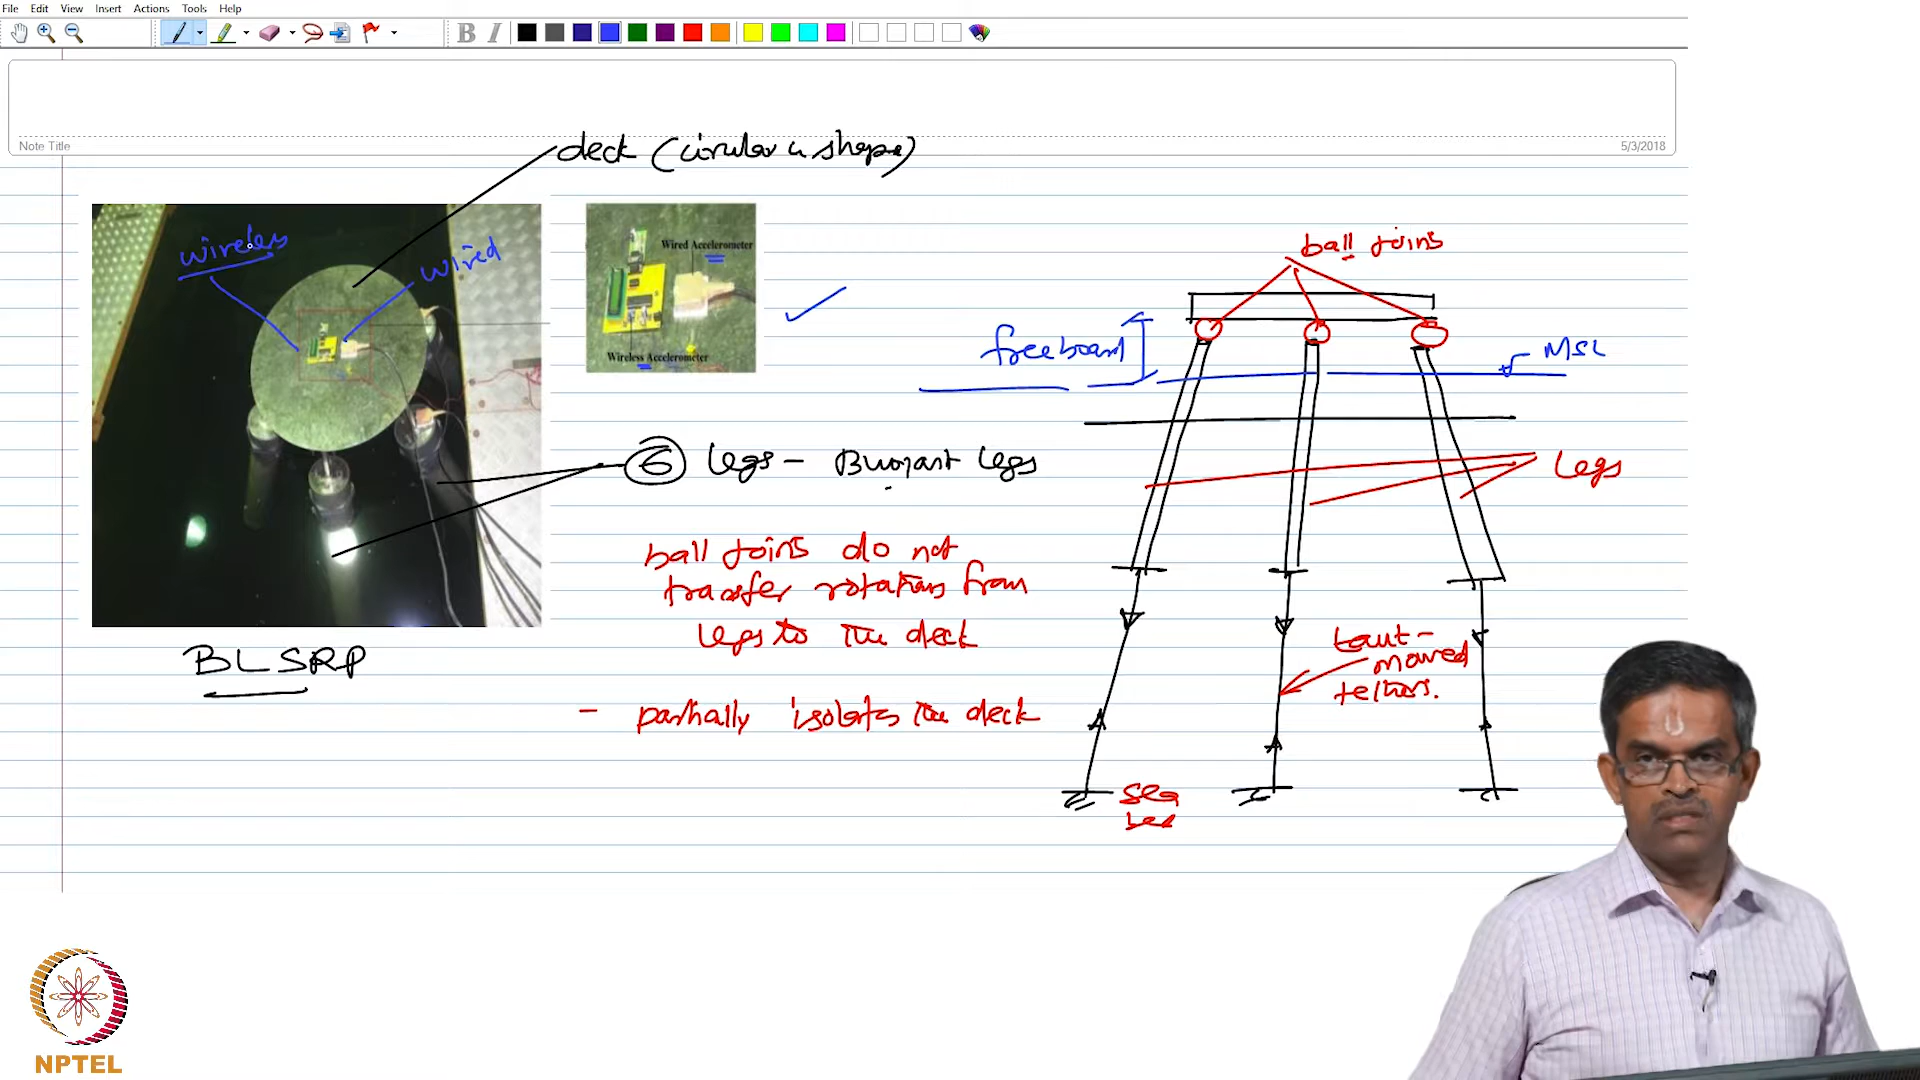 File Edit View Insert Actions Tools Help
B I
Note Title
5/3/2018
deck (circular in shape)
wireless
wired
Wired Accelerometer
Wireless Accelerometer
ball joints
freeboard
MSL
6 legs - Buoyant legs
legs
ball joints do not
transfer rotations from
legs to the deck
BLSRP
taut-
moored
tethers.
- partially isolates the deck
sea
bed
NPTEL